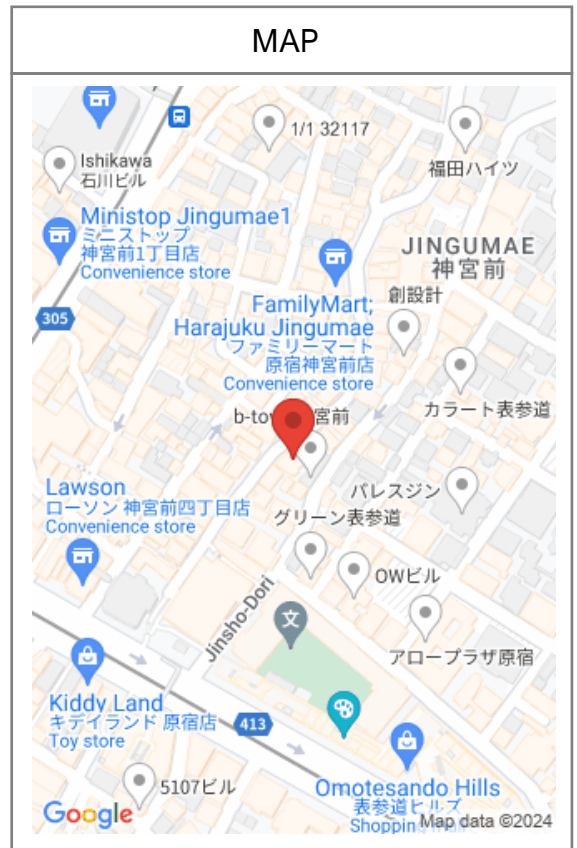 MAP
1/1 32117
Ishikawa
石川ビル
福田ハイツ
Ministop Jingumae1
ミニストップ
神宮前1丁目店
Convenience store
JINGUMAE
神宮前
創設計
305
FamilyMart;
Harajuku Jingumae
ファミリーマート
原宿神宮前店
Convenience store
カラート表参道
宮前
Lawson
ローソン 神宮前四丁目店
Convenience store
パレスジン
グリーン表参道
OWビル
Jinsho-Dori
文
アロープラザ原宿
Kiddy Land
キデイランド 原宿店
Toy store
413
5107ビル
Omotesando Hills
表参道ヒルズ
Google
Map data ©2024